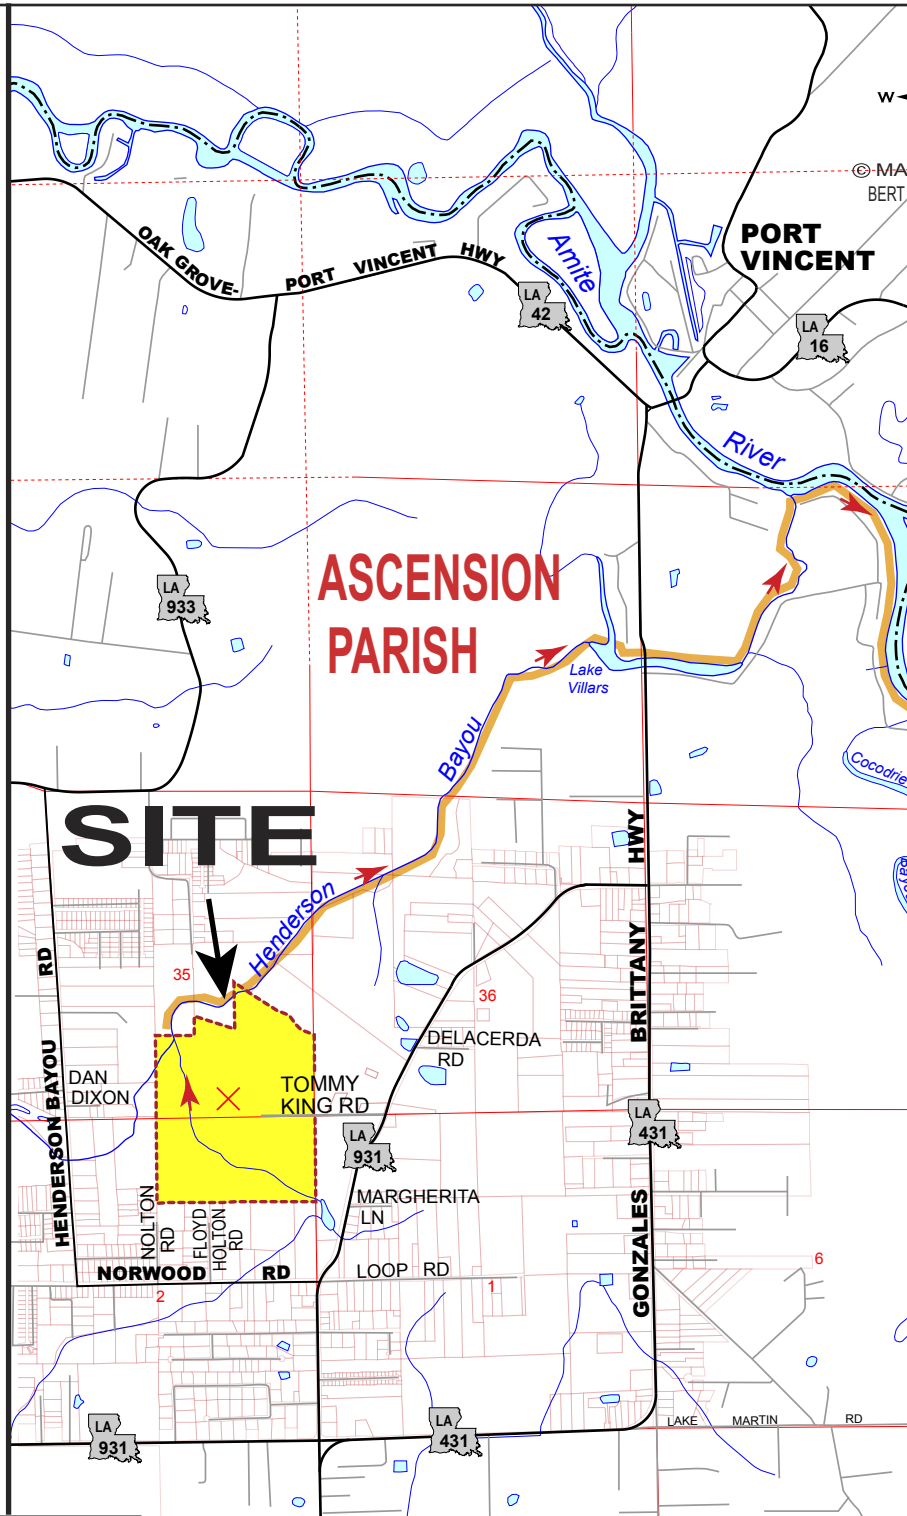 W
© MA
BERT
PORT
VINCENT
OAK GROVE-
PORT VINCENT HWY
Amite
LA
42
LA
16
River
ASCENSION
PARISH
LA
933
Lake
Villars
Bayou
Cocodrie
SITE
HWY
Henderson
RD
35
36
BRITTANY
DELACERDA
RD
HENDERSON BAYOU
DAN
DIXON
TOMMY
KING RD
LA
931
LA
431
NOLTON
RD
FLOYD
HOLTON
RD
MARGHERITA
LN
GONZALES
NORWOOD RD
LOOP RD
6
2
1
LA
931
LA
431
LAKE MARTIN RD